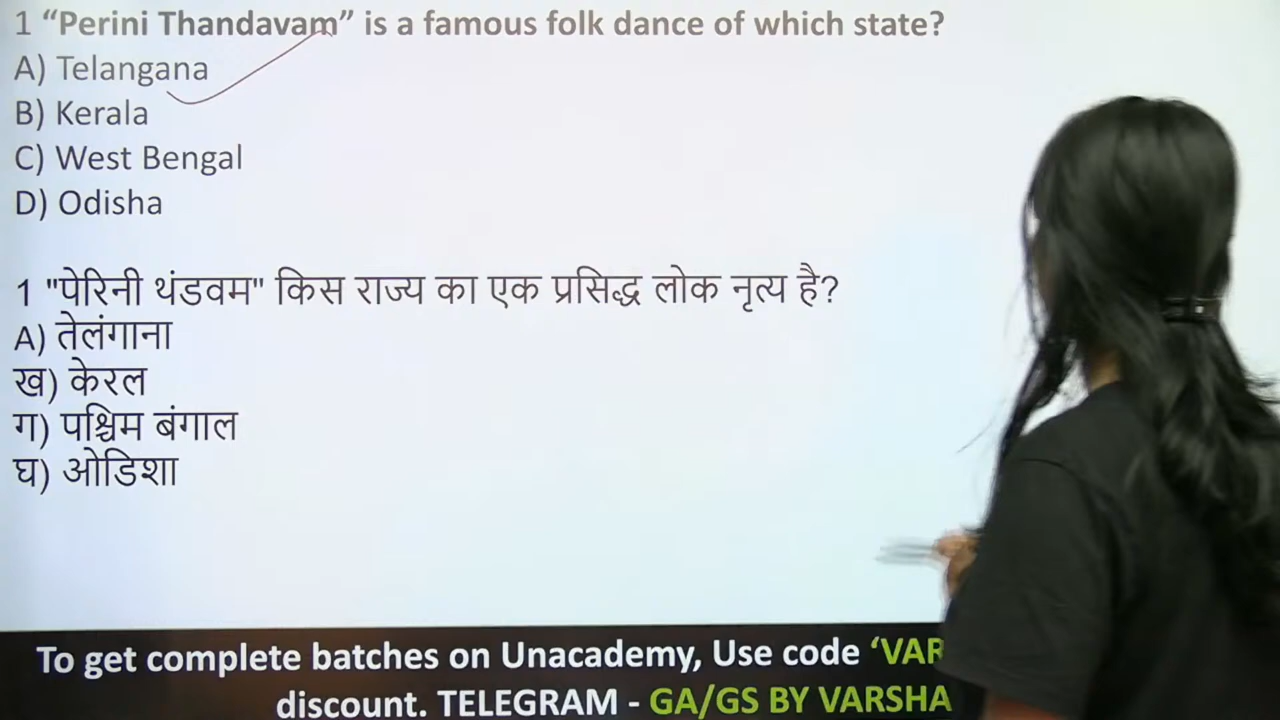 1 “Perini Thandavam” is a famous folk dance of which state?
A) Telangana
B) Kerala
C) West Bengal
D) Odisha
1 "पेरिनी थंडवम" किस राज्य का एक प्रसिद्ध लोक नृत्य है?
A) तेलंगाना
ख) केरल
ग) पश्चिम बंगाल
घ) ओडिशा
To get complete batches on Unacademy, Use code ‘VAR
discount. TELEGRAM - GA/GS BY VARSHA